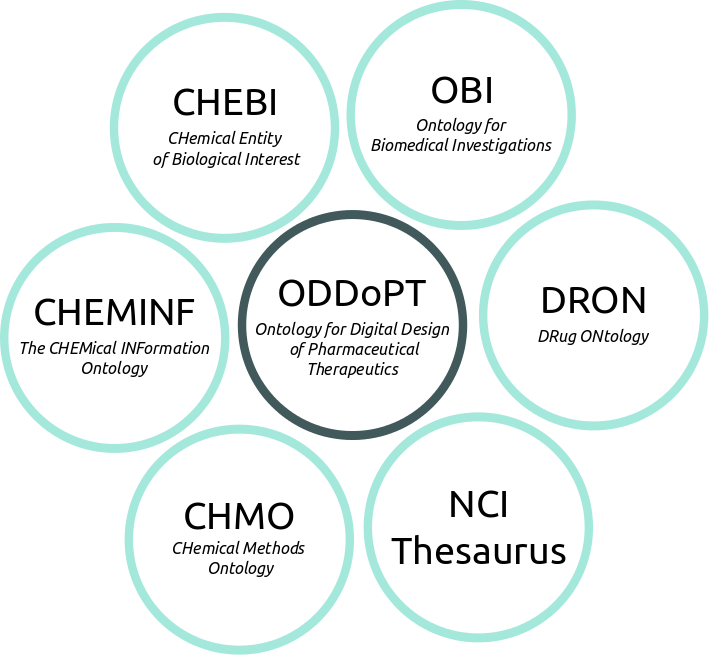 CHEBI
CHemical Entity
of Biological Interest
OBI
Ontology for
Biomedical Investigations
CHEMINF
The CHEMical INFormation
Ontology
ODDoPT
Ontology for Digital Design
of Pharmaceutical
Therapeutics
DRON
DRug ONtology
CHMO
CHemical Methods
Ontology
NCI
Thesaurus